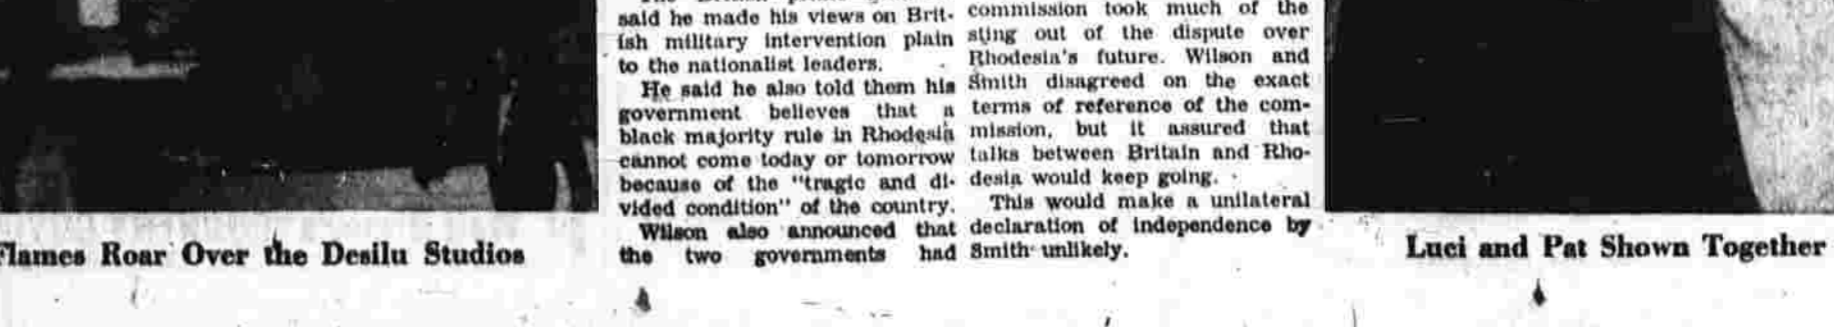 said he made his views on Brit-
ish military intervention plain
to the nationalist leaders.
He said he also told them his
government believes that a
black majority rule in Rhodesia
cannot come today or tomorrow
because of the "tragic and di-
vided condition" of the country.
Wilson also announced that
the two governments had
commission took much of the
sting out of the dispute over
Rhodesia's future. Wilson and
Smith disagreed on the exact
terms of reference of the com-
mission, but it assured that
talks between Britain and Rho-
desia would keep going.
This would make a unilateral
declaration of independence by
Smith unlikely.
Flames Roar Over the Desilu Studios
Luci and Pat Shown Together